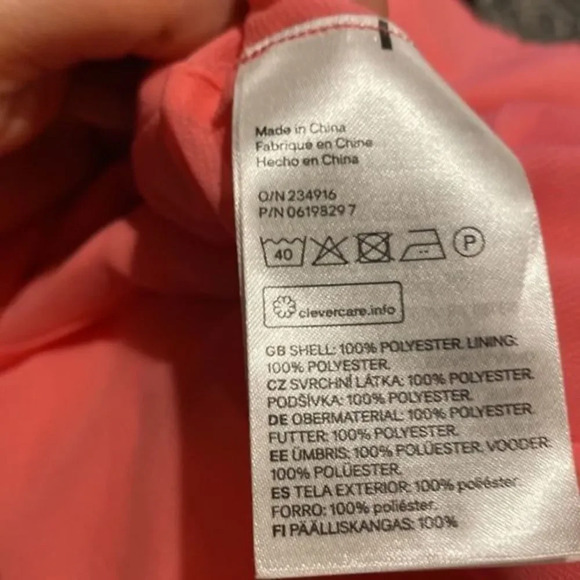 Made in China
Fabriqué en Chine
Hecho en China
O/N 234916
P/N 0619829 7
40
P
clevercare.info
GB SHELL: 100% POLYESTER. LINING:
100% POLYESTER.
CZ SVRCHNÍ LÁTKA: 100% POLYESTER.
PODŠÍVKA: 100% POLYESTER.
DE OBERMATERIAL: 100% POLYESTER.
FUTTER: 100% POLYESTER.
EE ÜMBRIS: 100% POLÜESTER. VOODER:
100% POLÜESTER.
ES TELA EXTERIOR: 100% poliéster.
FORRO: 100% poliéster.
FI PÄÄLLISKANGAS: 100%